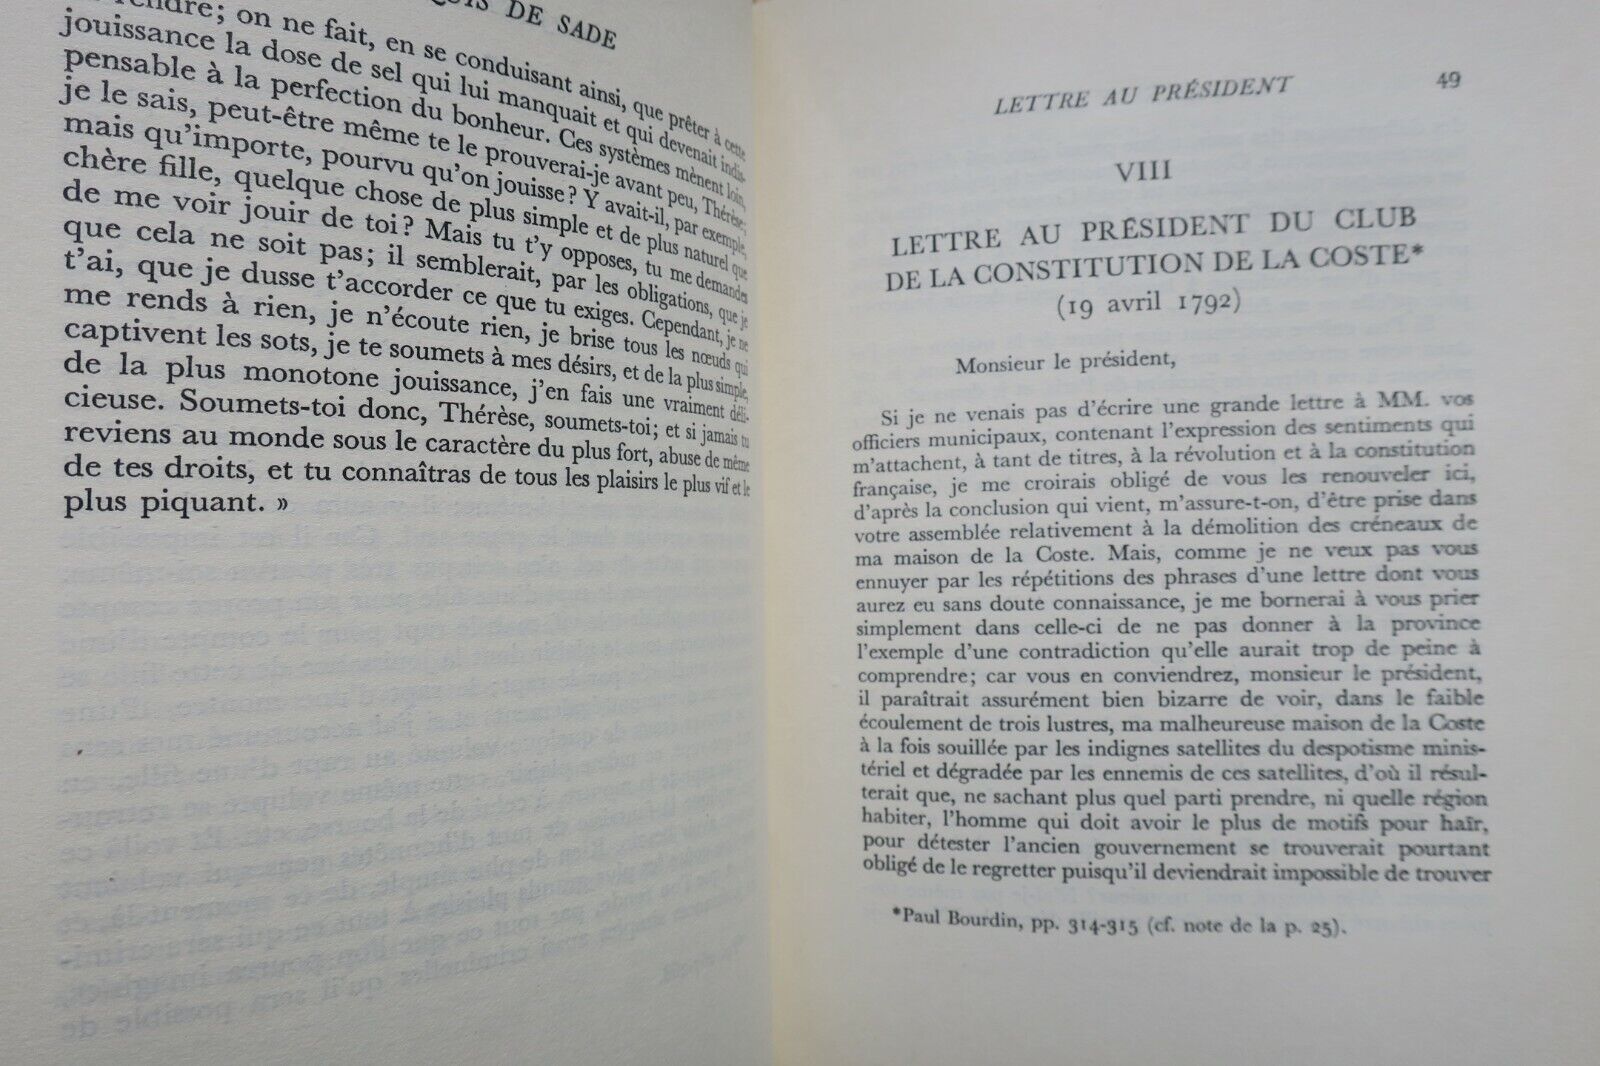 QUIS DE SADE
rendre; on ne fait, en se conduisant ainsi, que prêter à cette
jouissance la dose de sel qui lui manquait et qui devenait indis-
pensable à la perfection du bonheur. Ces systèmes mènent loin,
je le sais, peut-être même te le prouverai-je avant peu, Thérèse;
mais qu'importe, pourvu qu'on jouisse? Y avait-il, par exemple,
chère fille, quelque chose de plus simple et de plus naturel que
de me voir jouir de toi? Mais tu t'y opposes, tu me demandes
que cela ne soit pas; il semblerait, par les obligations, que je
t'ai, que je dusse t'accorder ce que tu exiges. Cependant, je ne
me rends à rien, je n'écoute rien, je brise tous les nœuds qui
captivent les sots, je te soumets à mes désirs, et de la plus simple,
de la plus monotone jouissance, j'en fais une vraiment déli-
cieuse. Soumets-toi donc, Thérèse, soumets-toi; et si jamais tu
reviens au monde sous le caractère du plus fort, abuse de même
de tes droits, et tu connaîtras de tous les plaisirs le plus vif et le
plus piquant. »
LETTRE AU PRÉSIDENT 49
VIII
LETTRE AU PRÉSIDENT DU CLUB
DE LA CONSTITUTION DE LA COSTE*
(19 avril 1792)
Monsieur le président,
Si je ne venais pas d'écrire une grande lettre à MM. vos
officiers municipaux, contenant l'expression des sentiments qui
m'attachent, à tant de titres, à la révolution et à la constitution
française, je me croirais obligé de vous les renouveler ici,
d'après la conclusion qui vient, m'assure-t-on, d'être prise dans
votre assemblée relativement à la démolition des créneaux de
ma maison de la Coste. Mais, comme je ne veux pas vous
ennuyer par les répétitions des phrases d'une lettre dont vous
aurez eu sans doute connaissance, je me bornerai à vous prier
simplement dans celle-ci de ne pas donner à la province
l'exemple d'une contradiction qu'elle aurait trop de peine à
comprendre; car vous en conviendrez, monsieur le président,
il paraîtrait assurément bien bizarre de voir, dans le faible
écoulement de trois lustres, ma malheureuse maison de la Coste
à la fois souillée par les indignes satellites du despotisme minis-
tériel et dégradée par les ennemis de ces satellites, d'où il résul-
terait que, ne sachant plus quel parti prendre, ni quelle région
habiter, l'homme qui doit avoir le plus de motifs pour haïr,
pour détester l'ancien gouvernement se trouverait pourtant
obligé de le regretter puisqu'il deviendrait impossible de trouver
*Paul Bourdin, pp. 314-315 (cf. note de la p. 25).